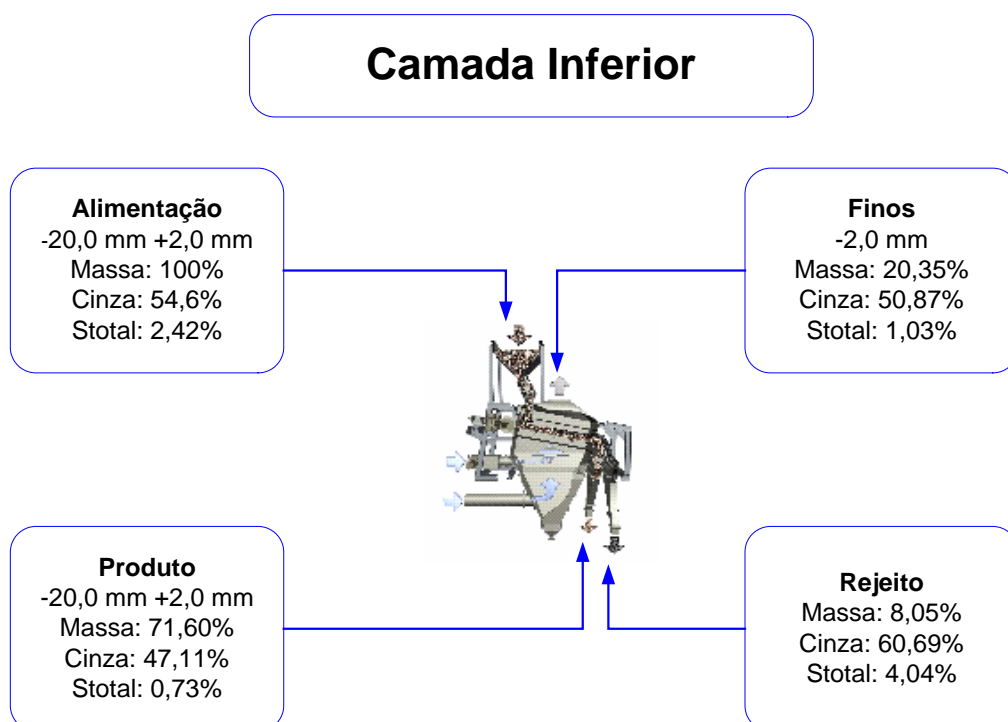 Camada Inferior
Alimentação
-20,0 mm +2,0 mm
Massa: 100%
Cinza: 54,6%
Stotal: 2,42%
Finos
-2,0 mm
Massa: 20,35%
Cinza: 50,87%
Stotal: 1,03%
Produto
-20,0 mm +2,0 mm
Massa: 71,60%
Cinza: 47,11%
Stotal: 0,73%
Rejeito
Massa: 8,05%
Cinza: 60,69%
Stotal: 4,04%